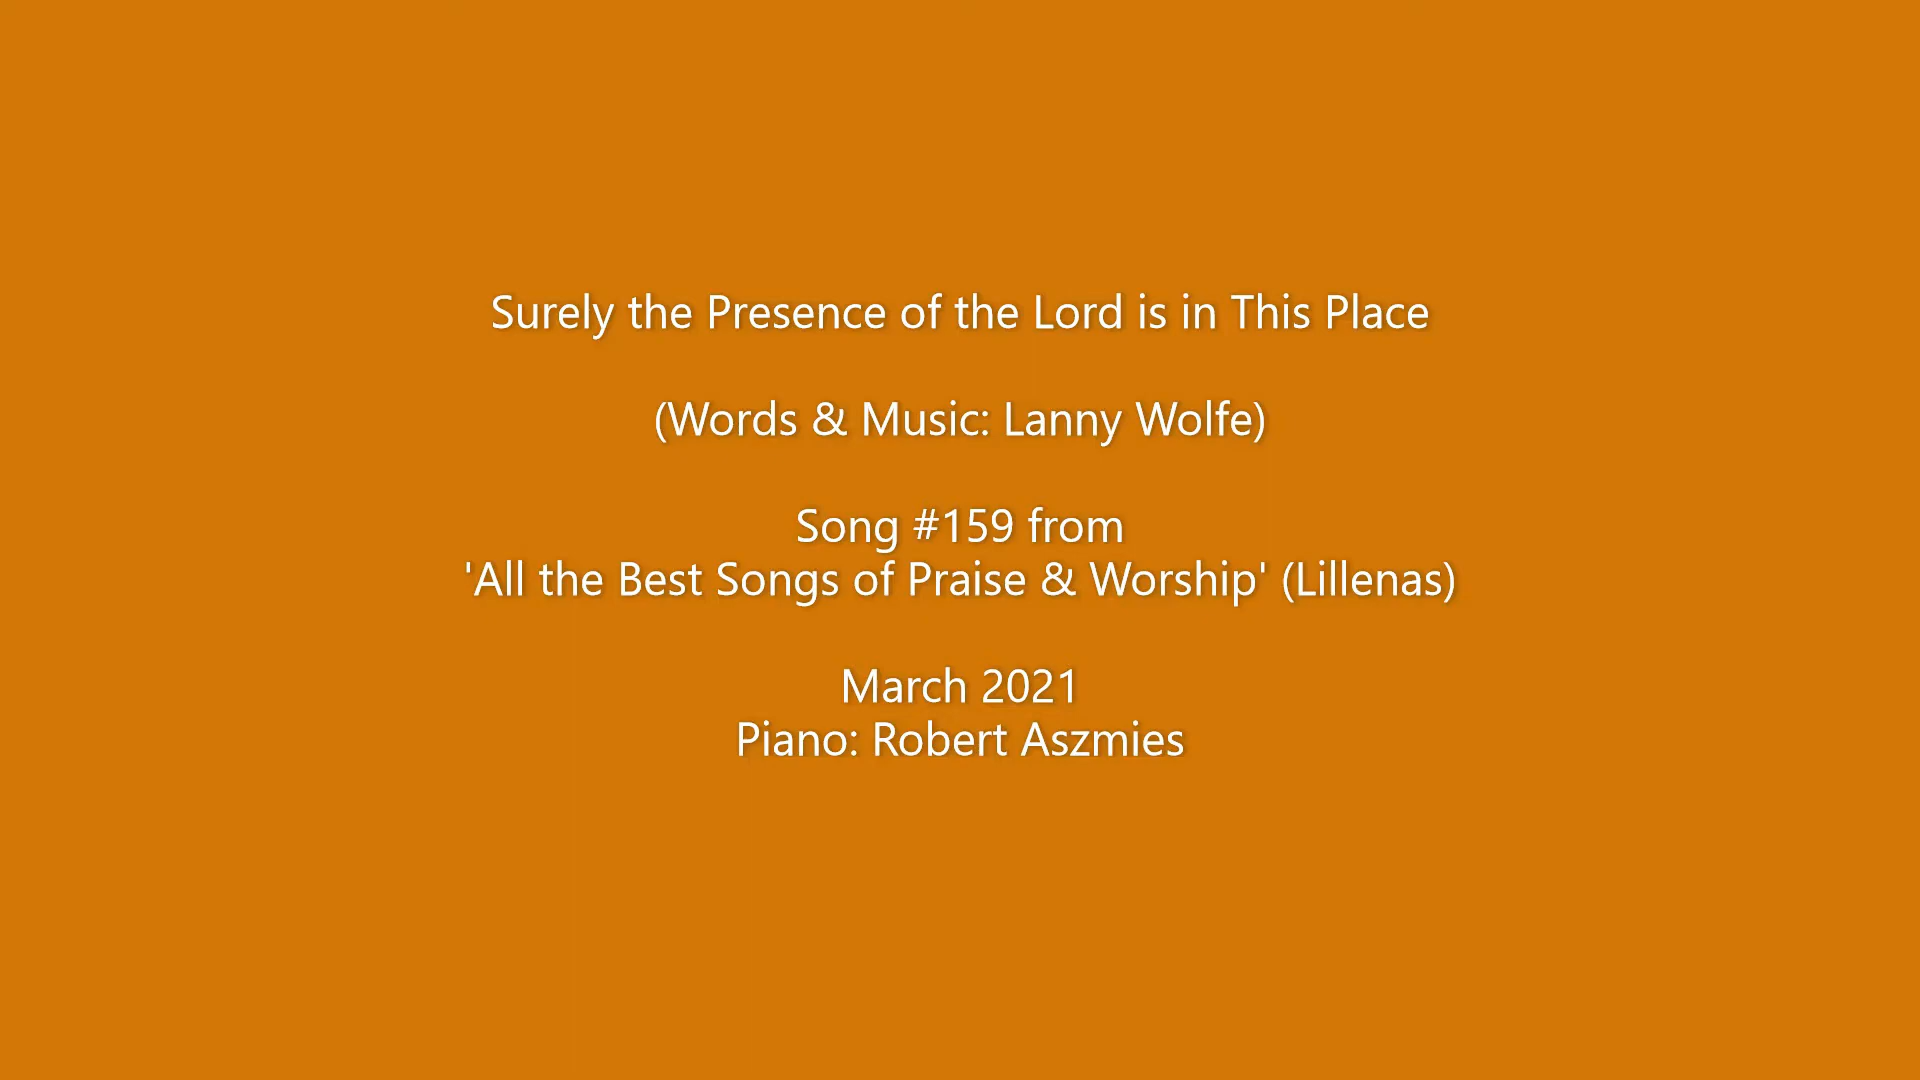 Surely the Presence of the Lord is in This Place
(Words & Music: Lanny Wolfe)
Song #159 from
'All the Best Songs of Praise & Worship' (Lillenas)
March 2021
Piano: Robert Aszmies